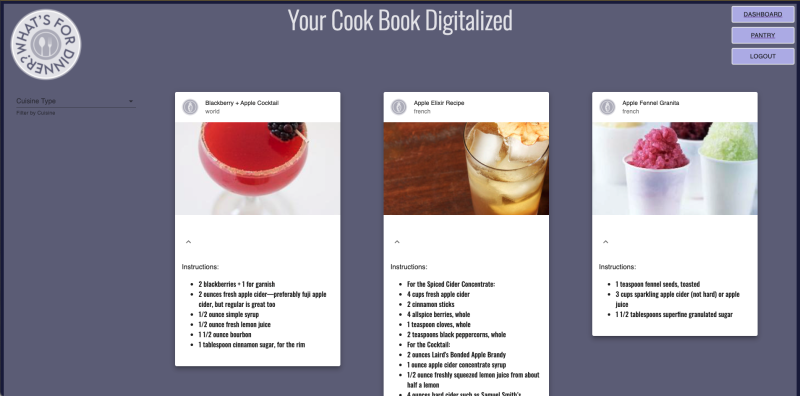 WHAT'S FOR DINNER?
Your Cook Book Digitalized
DASHBOARD
PANTRY
LOGOUT
Cuisine Type
Filter by Cuisine
Blackberry + Apple Cocktail
world
Instructions:
2 blackberries + 1 for garnish
2 ounces fresh apple cider—preferably fuji apple
cider, but regular is great too
1/2 ounce simple syrup
1/2 ounce fresh lemon juice
1 1/2 ounce bourbon
1 tablespoon cinnamon sugar, for the rim
Apple Elixir Recipe
french
Instructions:
For the Spiced Cider Concentrate:
4 cups fresh apple cider
2 cinnamon sticks
4 allspice berries, whole
1 teaspoon cloves, whole
2 teaspoons black peppercorns, whole
For the Cocktail:
2 ounces Laird's Bonded Apple Brandy
1 ounce apple cider concentrate syrup
1/2 ounce freshly squeezed lemon juice from about
half a lemon
4 ounces hard cider such as Samuel Smith's
Apple Fennel Granita
french
Instructions:
1 teaspoon fennel seeds, toasted
3 cups sparkling apple cider (not hard) or apple
juice
1 1/2 tablespoons superfine granulated sugar